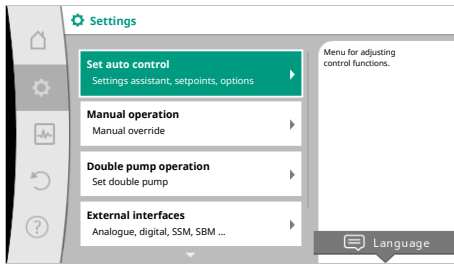 Settings
Set auto control
Settings assistant, setpoints, options
Manual operation
Manual override
Double pump operation
Set double pump
External interfaces
Analogue, digital, SSM, SBM ...
Menu for adjusting
control functions.
Language